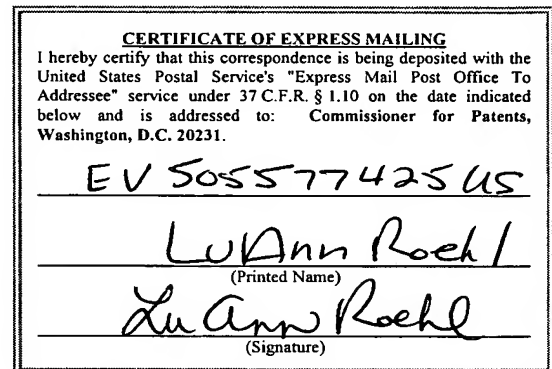 CERTIFICATE OF EXPRESS MAILING
I hereby certify that this correspondence is being deposited with the
United States Postal Service's "Express Mail Post Office To
Addressee" service under 37 C.F.R. § 1.10 on the date indicated
below and is addressed to: Commissioner for Patents,
Washington, D.C. 20231.
EV 505577425 US
LuAnn Roehl
(Printed Name)
LuAnn Roehl
(Signature)